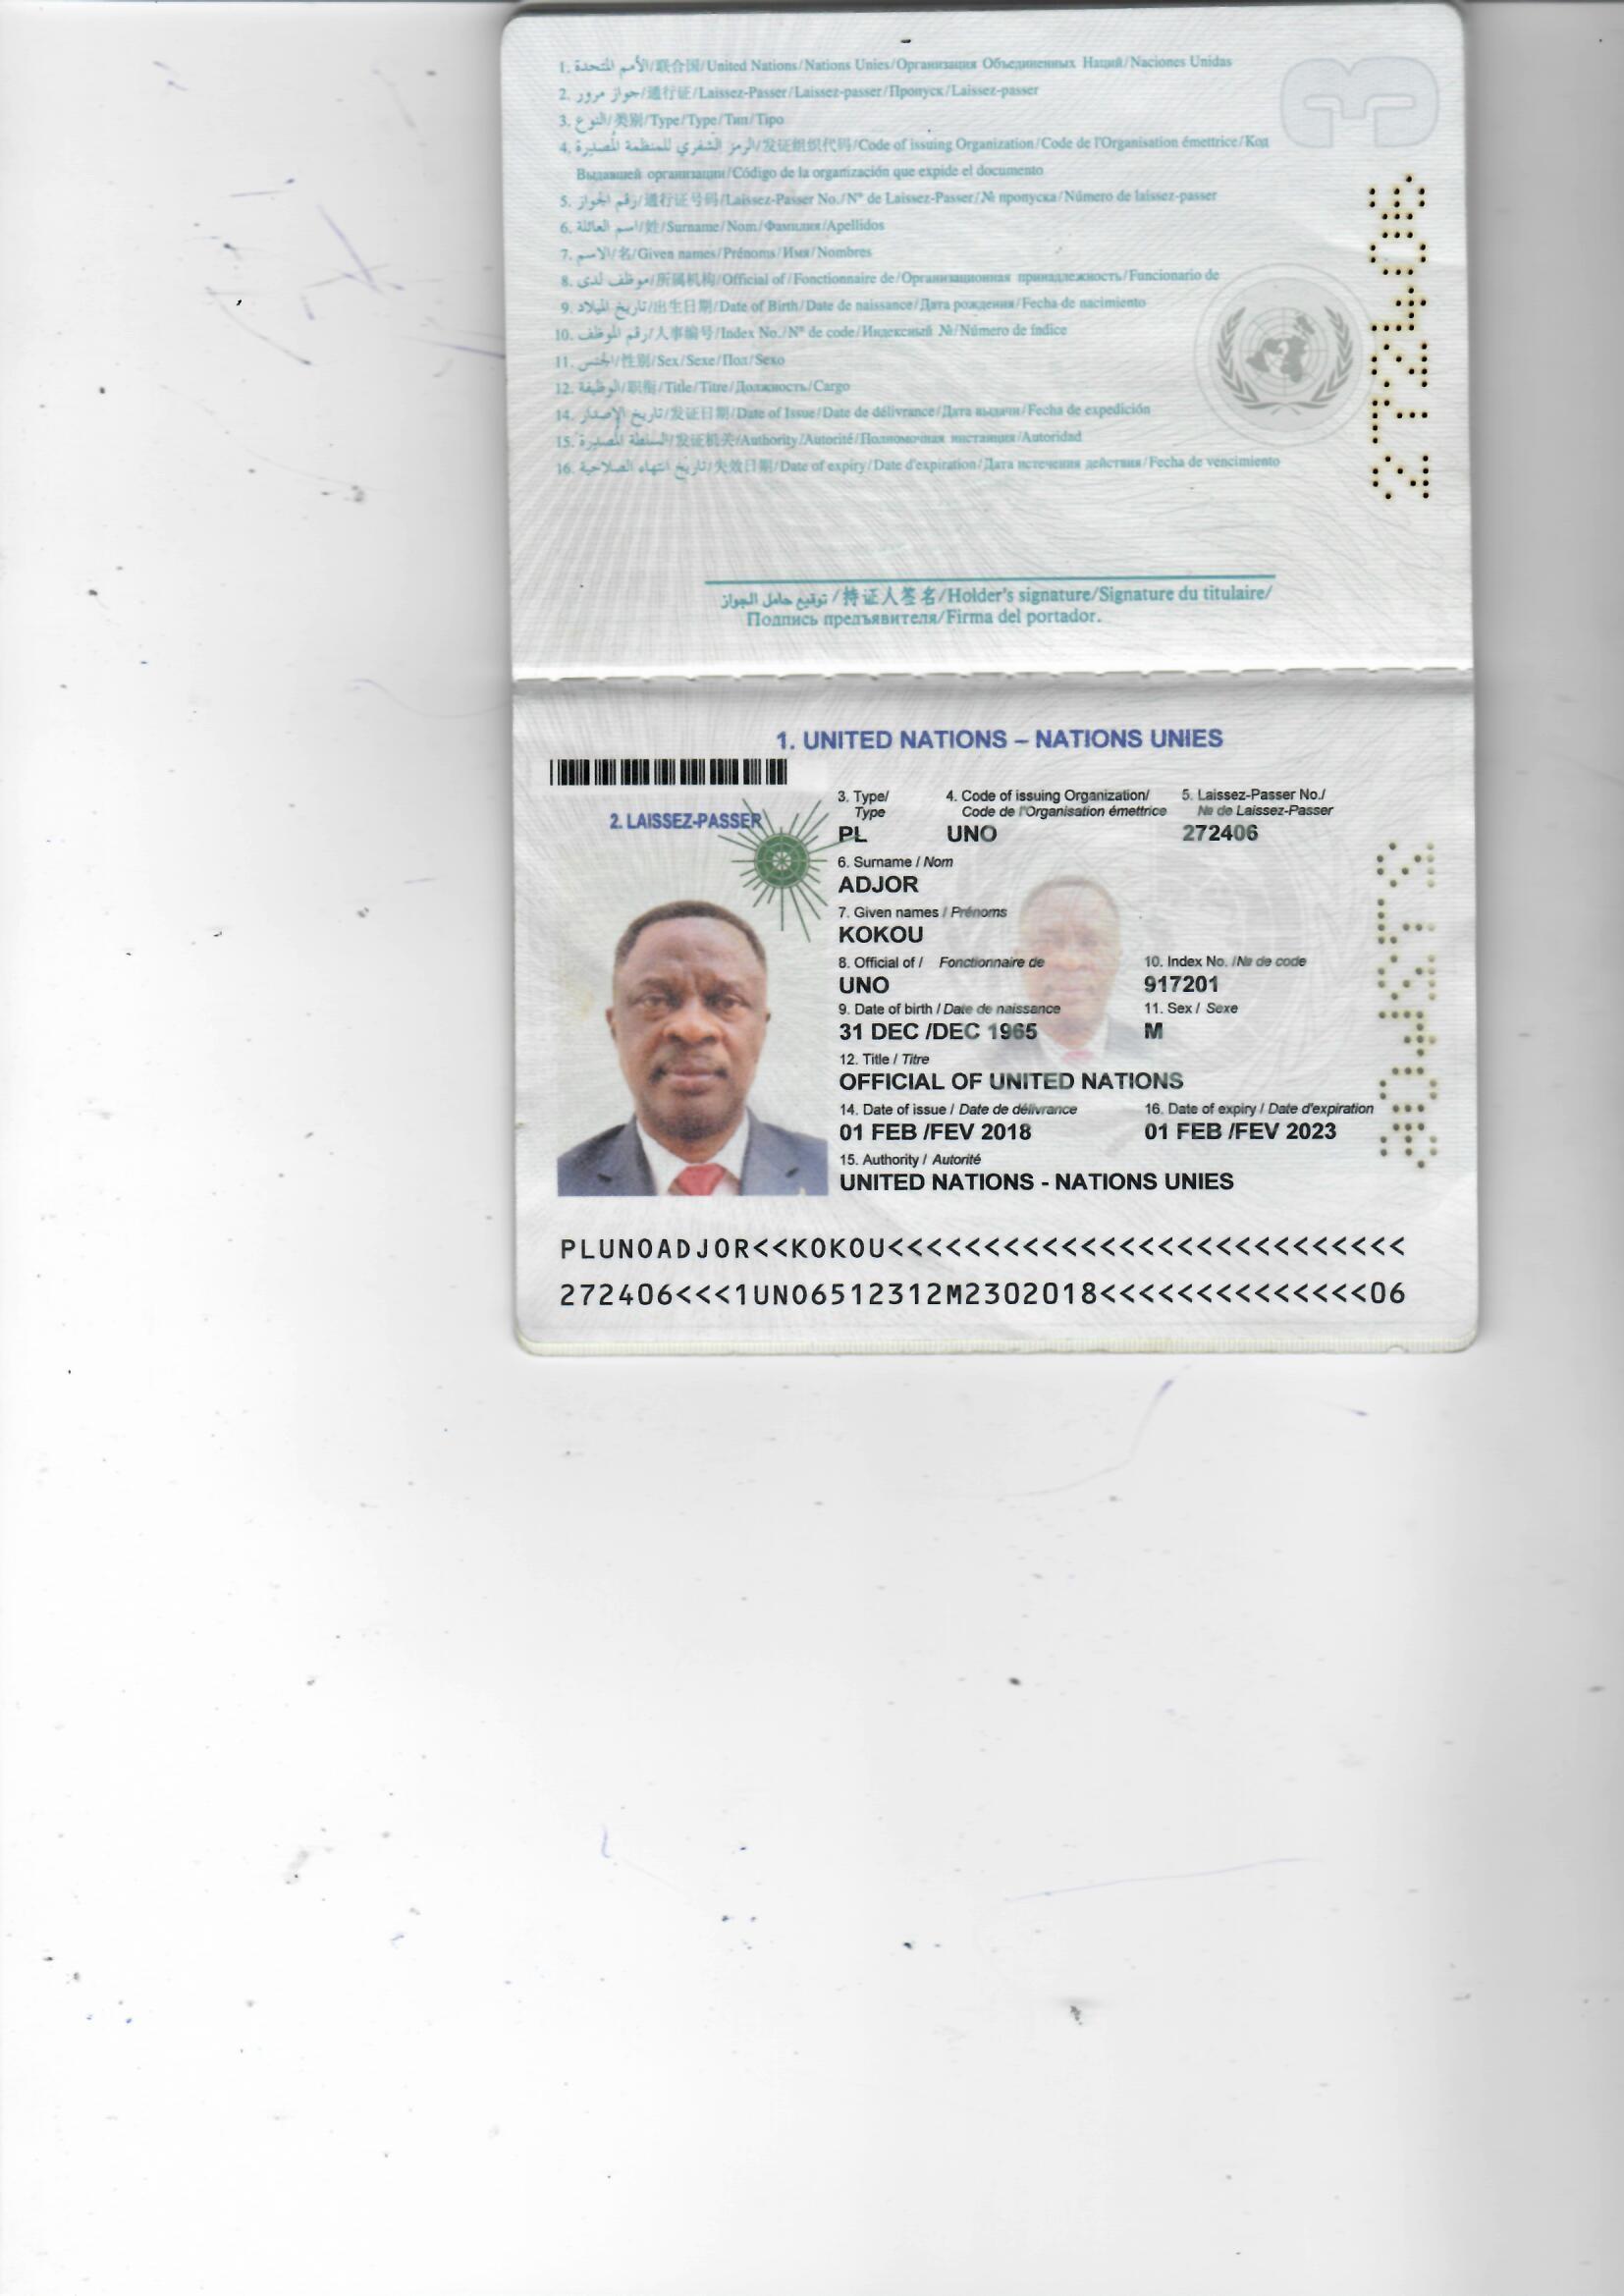 1. الأمم المتحدة/联合国/United Nations/Nations Unies/Организация Объединенных Наций/Naciones Unidas
2. جواز مرور/通行证/Laissez-Passer/Laissez-passer/Пропуск/Laissez-passer
3. النوع/类别/Type/Type/Тип/Tipo
4. الرمز الشفري للمنظمة المُصدِرة/发证组织代码/Code of issuing Organization/Code de l'Organisation émettrice/Код
Выдавшей организации/Código de la organización que expide el documento
5. رقم الجواز/通行证号码/Laissez-Passer No./N° de Laissez-Passer/№ пропуска/Número de laissez-passer
6. اسم العائلة/姓/Surname/Nom/Фамилия/Apellidos
7. الاسم/名/Given names/Prénoms/Имя/Nombres
8. موظف لدى/所属机构/Official of/Fonctionnaire de/Организационная принадлежность/Funcionario de
9. تاريخ الميلاد/出生日期/Date of Birth/Date de naissance/Дата рождения/Fecha de nacimiento
10. رقم الموظف/人事编号/Index No./N° de code/Индексный №/Número de índice
11. الجنس/性别/Sex/Sexe/Пол/Sexo
12. الوظيفة/职衔/Title/Titre/Должность/Cargo
14. تاريخ الإصدار/发证日期/Date of Issue/Date de délivrance/Дата выдачи/Fecha de expedición
15. السلطة المُصدِرة/发证机关/Authority/Autorité/Полномочная инстанция/Autoridad
16. تاريخ انتهاء الصلاحية/失效日期/Date of expiry/Date d'expiration/Дата истечения действия/Fecha de vencimiento
272406
توقيع حامل الجواز/持证人签名/Holder's signature/Signature du titulaire/
Подпись предъявителя/Firma del portador.
1. UNITED NATIONS – NATIONS UNIES
2. LAISSEZ-PASSER
3. Type/ 4. Code of issuing Organization/ 5. Laissez-Passer No./
Type Code de l'Organisation émettrice № de Laissez-Passer
PL UNO 272406
6. Surname / Nom
ADJOR
7. Given names / Prénoms
KOKOU
8. Official of / Fonctionnaire de 10. Index No. /№ de code
UNO 917201
9. Date of birth / Date de naissance 11. Sex / Sexe
31 DEC /DEC 1965 M
12. Title / Titre
OFFICIAL OF UNITED NATIONS
14. Date of issue / Date de délivrance 16. Date of expiry / Date d'expiration
01 FEB /FEV 2018 01 FEB /FEV 2023
15. Authority / Autorité
UNITED NATIONS - NATIONS UNIES
272406
PLUNOADJOR<<KOKOU<<<<<<<<<<<<<<<<<<<<<<<<<<<
272406<<<1UNO6512312M2302018<<<<<<<<<<<<<<06